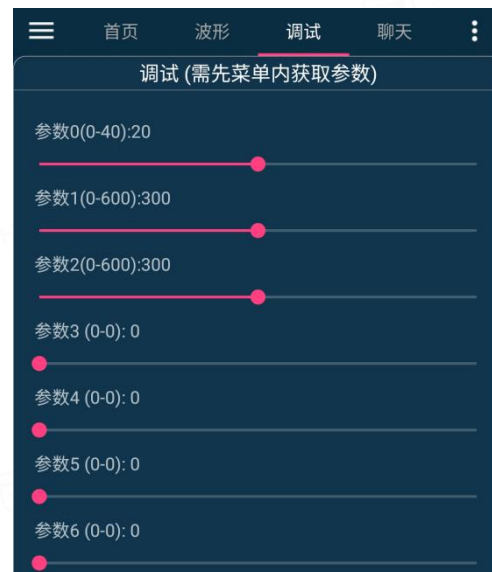 首页 波形 调试 聊天
调试 (需先菜单内获取参数)
参数0(0-40):20
参数1(0-600):300
参数2(0-600):300
参数3 (0-0): 0
参数4 (0-0): 0
参数5 (0-0): 0
参数6 (0-0): 0